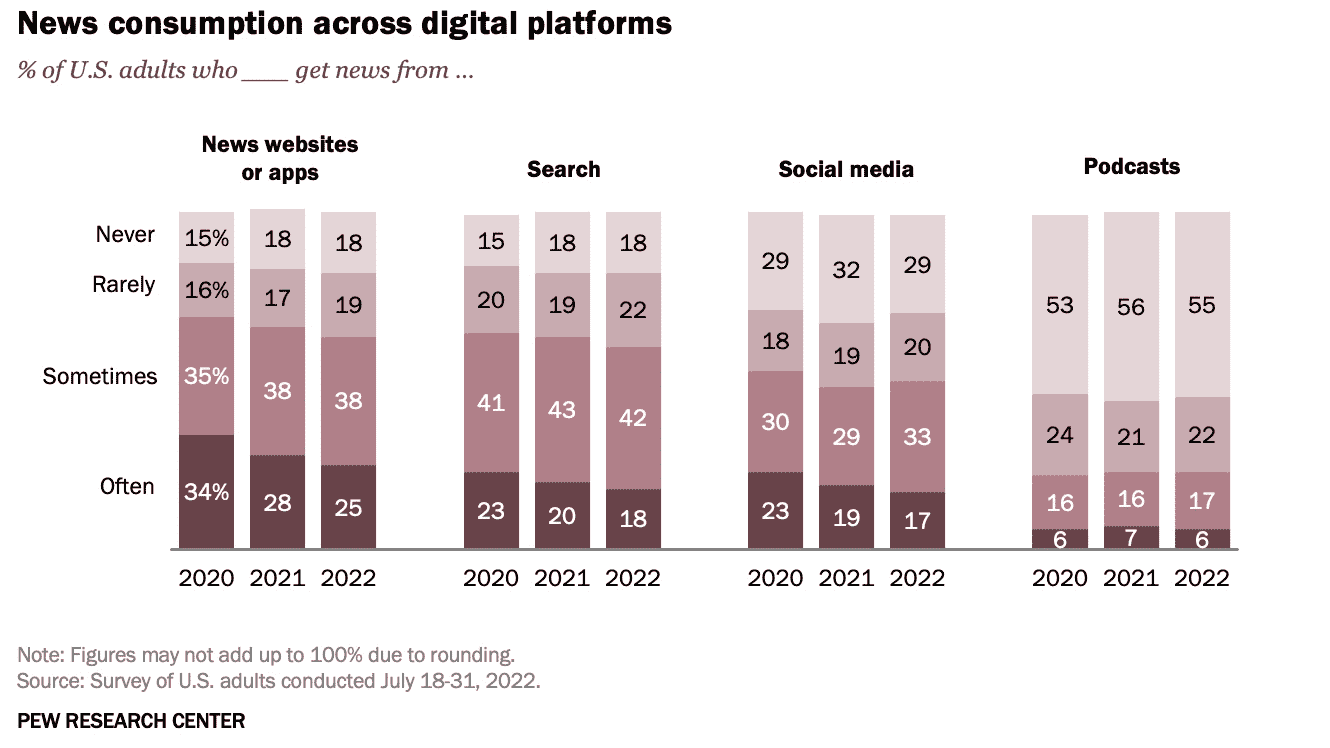 News consumption across digital platforms
% of U.S. adults who ____ get news from ...
News websites
or apps
Search
Social media
Podcasts
Never 15% 18 18 15 18 18 29 32 29 53 56 55
Rarely 16% 17 19 20 19 22 18 19 20 24 21 22
Sometimes 35% 38 38 41 43 42 30 29 33 16 16 17
Often 34% 28 25 23 20 18 23 19 17 6 7 6
2020 2021 2022 2020 2021 2022 2020 2021 2022 2020 2021 2022
Note: Figures may not add up to 100% due to rounding.
Source: Survey of U.S. adults conducted July 18-31, 2022.
PEW RESEARCH CENTER